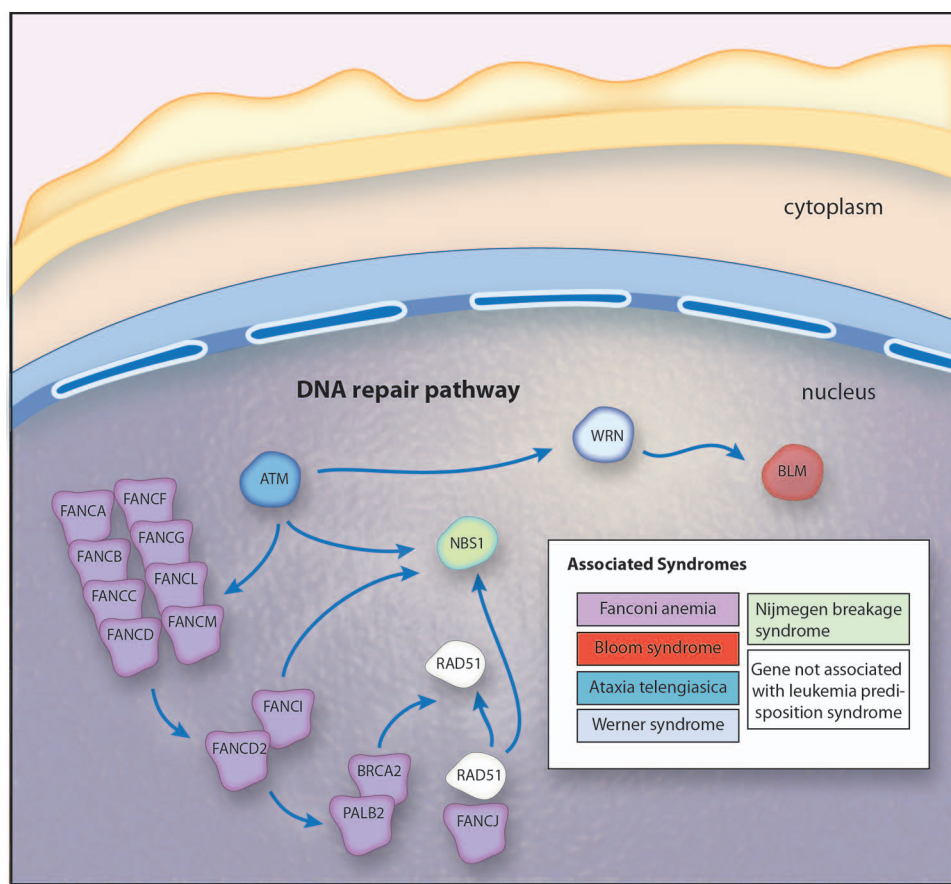 cytoplasm
DNA repair pathway
nucleus
WRN
ATM
BLM
FANCA
FANCF
FANCG
FANCB
NBS1
FANCL
FANCC
FANCM
FANCD
RAD51
FANCI
FANCD2
BRCA2
RAD51
PALB2
FANCJ
Associated Syndromes
Fanconi anemia
Bloom syndrome
Ataxia telengiasica
Werner syndrome
Nijmegen breakage
syndrome
Gene not associated
with leukemia predi-
sposition syndrome